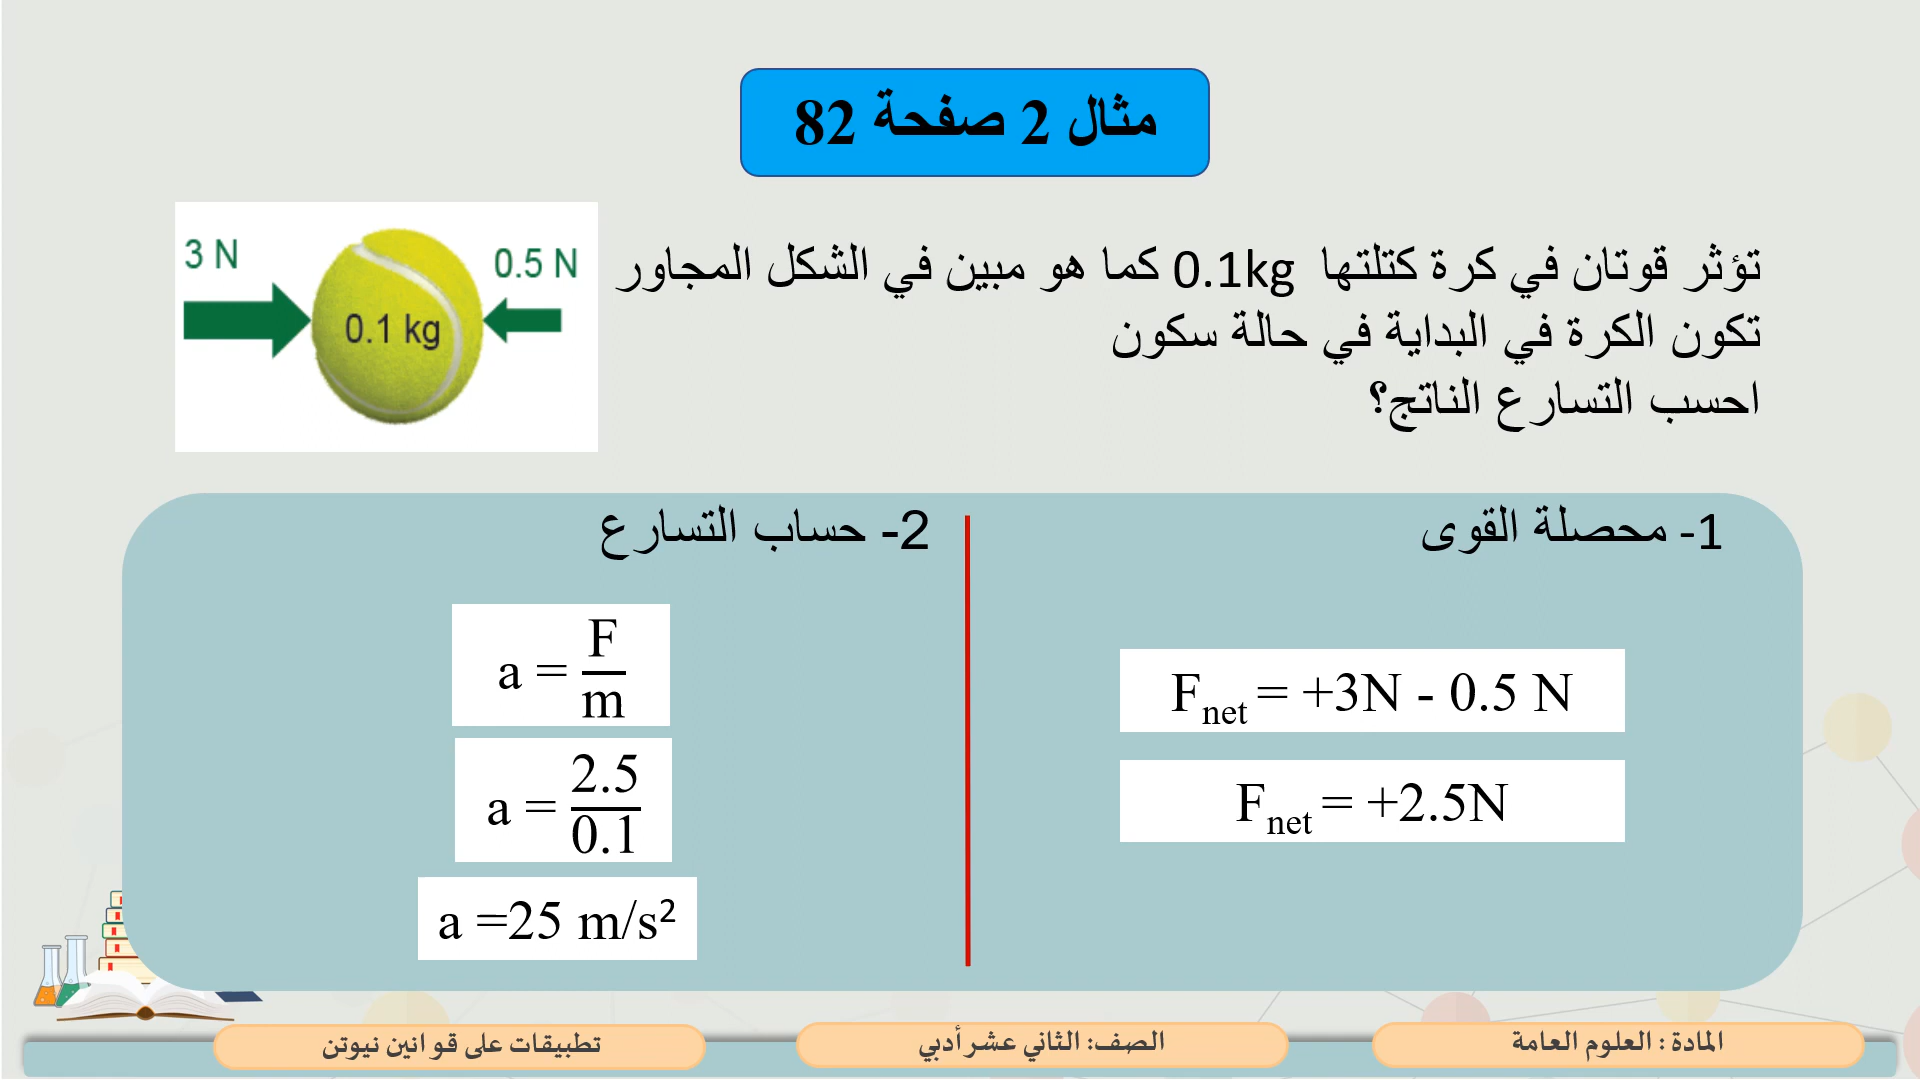 مثال 2 صفحة 82
تؤثر قوتان في كرة كتلتها 0.1kg كما هو مبين في الشكل المجاور
تكون الكرة في البداية في حالة سكون
احسب التسارع الناتج؟
3 N
0.1 kg
0.5 N
1- محصلة القوى
F_net = +3N - 0.5 N
F_net = +2.5N
2- حساب التسارع
a = F/m
a = 2.5/0.1
a =25 m/s²
المادة : العلوم العامة
الصف: الثاني عشر أدبي
تطبيقات على قوانين نيوتن